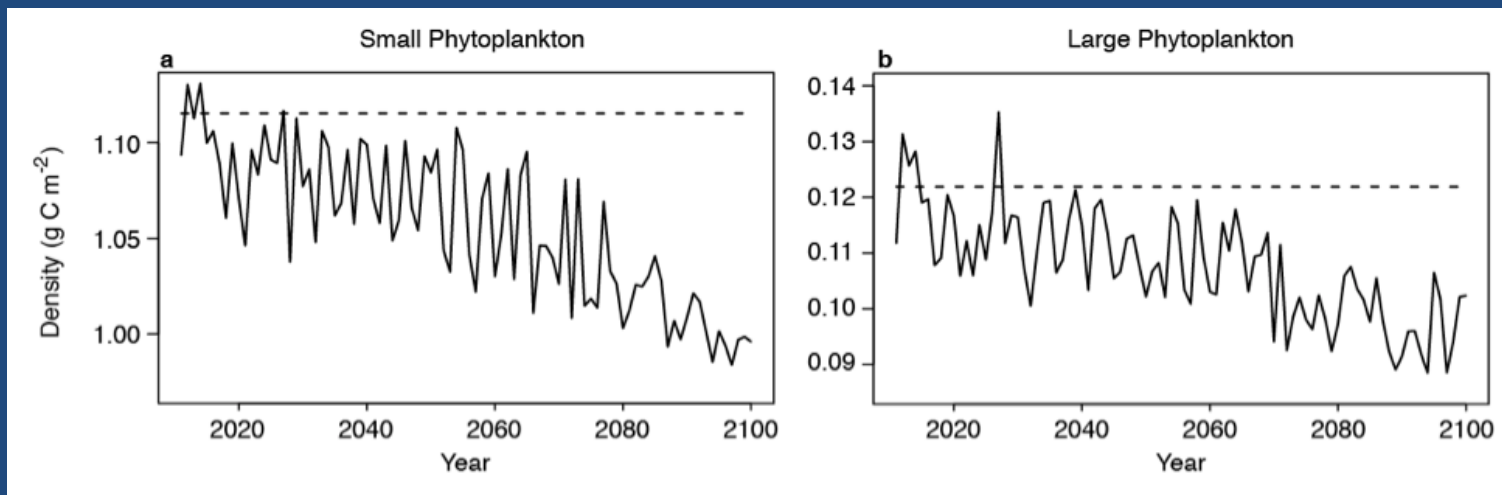 Small Phytoplankton
a
Density (g C m⁻²)
1.10
1.05
1.00
2020 2040 2060 2080 2100
Year
Large Phytoplankton
b
0.14
0.13
0.12
0.11
0.10
0.09
2020 2040 2060 2080 2100
Year